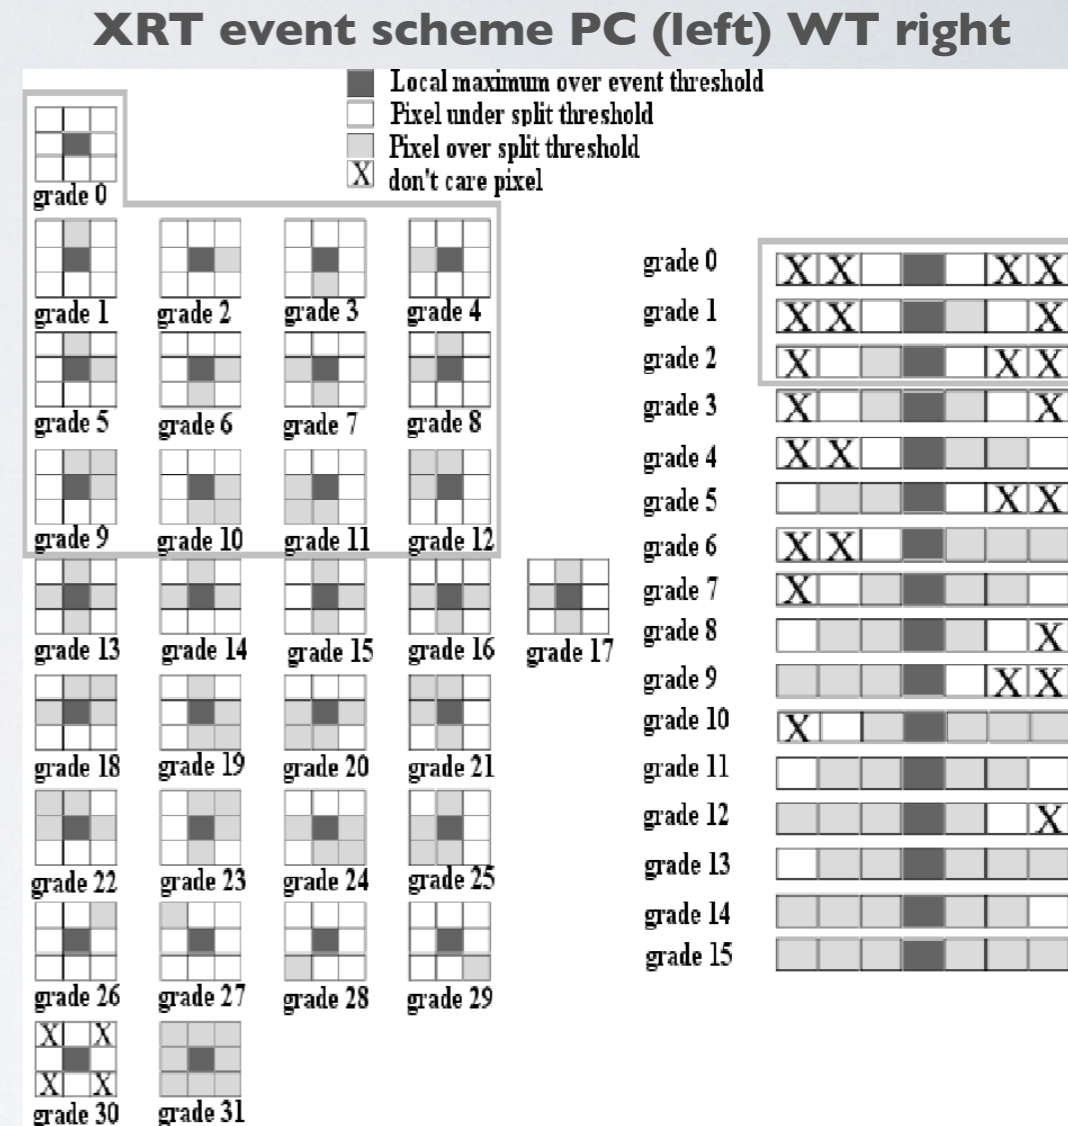 XRT event scheme PC (left) WT right
Local maximum over event threshold
Pixel under split threshold
Pixel over split threshold
X don't care pixel
grade 0
grade 1 grade 2 grade 3 grade 4
grade 5 grade 6 grade 7 grade 8
grade 9 grade 10 grade 11 grade 12
grade 13 grade 14 grade 15 grade 16 grade 17
grade 18 grade 19 grade 20 grade 21
grade 22 grade 23 grade 24 grade 25
grade 26 grade 27 grade 28 grade 29
X X
X X
grade 30 grade 31
grade 0 X X X X
grade 1 X X X
grade 2 X X X
grade 3 X X
grade 4 X X
grade 5 X X
grade 6 X X
grade 7 X
grade 8 X
grade 9 X X
grade 10 X
grade 11
grade 12 X
grade 13
grade 14
grade 15